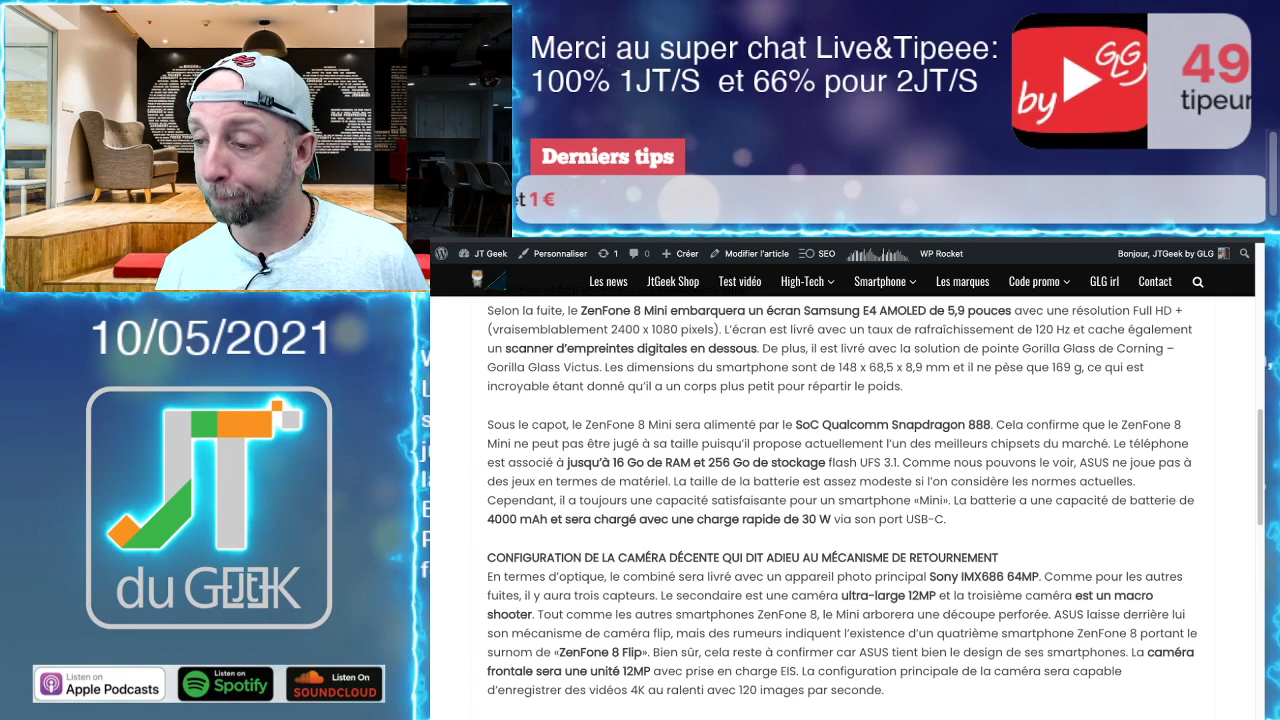 Merci au super chat Live&Tipeee:
100% 1JT/S et 66% pour 2JT/S
by GLG
49
tipeur
Derniers tips
et 1 €
10/05/2021
JT
du GEEK
Listen on
Apple Podcasts
Listen on
Spotify
Listen On
SOUNDCLOUD
JT Geek Personnaliser 1 0 Créer Modifier l'article SEO WP Rocket Bonjour, JTGeek by GLG
Les news JtGeek Shop Test vidéo High-Tech Smartphone Les marques Code promo GLG irl Contact
Selon la fuite, le ZenFone 8 Mini embarquera un écran Samsung E4 AMOLED de 5,9 pouces avec une résolution Full HD +
(vraisemblablement 2400 x 1080 pixels). L'écran est livré avec un taux de rafraîchissement de 120 Hz et cache également
un scanner d'empreintes digitales en dessous. De plus, il est livré avec la solution de pointe Gorilla Glass de Corning –
Gorilla Glass Victus. Les dimensions du smartphone sont de 148 x 68,5 x 8,9 mm et il ne pèse que 169 g, ce qui est
incroyable étant donné qu'il a un corps plus petit pour répartir le poids.
Sous le capot, le ZenFone 8 Mini sera alimenté par le SoC Qualcomm Snapdragon 888. Cela confirme que le ZenFone 8
Mini ne peut pas être jugé à sa taille puisqu'il propose actuellement l'un des meilleurs chipsets du marché. Le téléphone
est associé à jusqu'à 16 Go de RAM et 256 Go de stockage flash UFS 3.1. Comme nous pouvons le voir, ASUS ne joue pas à
des jeux en termes de matériel. La taille de la batterie est assez modeste si l'on considère les normes actuelles.
Cependant, il a toujours une capacité satisfaisante pour un smartphone «Mini». La batterie a une capacité de batterie de
4000 mAh et sera chargé avec une charge rapide de 30 W via son port USB-C.
CONFIGURATION DE LA CAMÉRA DÉCENTE QUI DIT ADIEU AU MÉCANISME DE RETOURNEMENT
En termes d'optique, le combiné sera livré avec un appareil photo principal Sony IMX686 64MP. Comme pour les autres
fuites, il y aura trois capteurs. Le secondaire est une caméra ultra-large 12MP et la troisième caméra est un macro
shooter. Tout comme les autres smartphones ZenFone 8, le Mini arborera une découpe perforée. ASUS laisse derrière lui
son mécanisme de caméra flip, mais des rumeurs indiquent l'existence d'un quatrième smartphone ZenFone 8 portant le
surnom de «ZenFone 8 Flip». Bien sûr, cela reste à confirmer car ASUS tient bien le design de ses smartphones. La caméra
frontale sera une unité 12MP avec prise en charge EIS. La configuration principale de la caméra sera capable
d'enregistrer des vidéos 4K au ralenti avec 120 images par seconde.